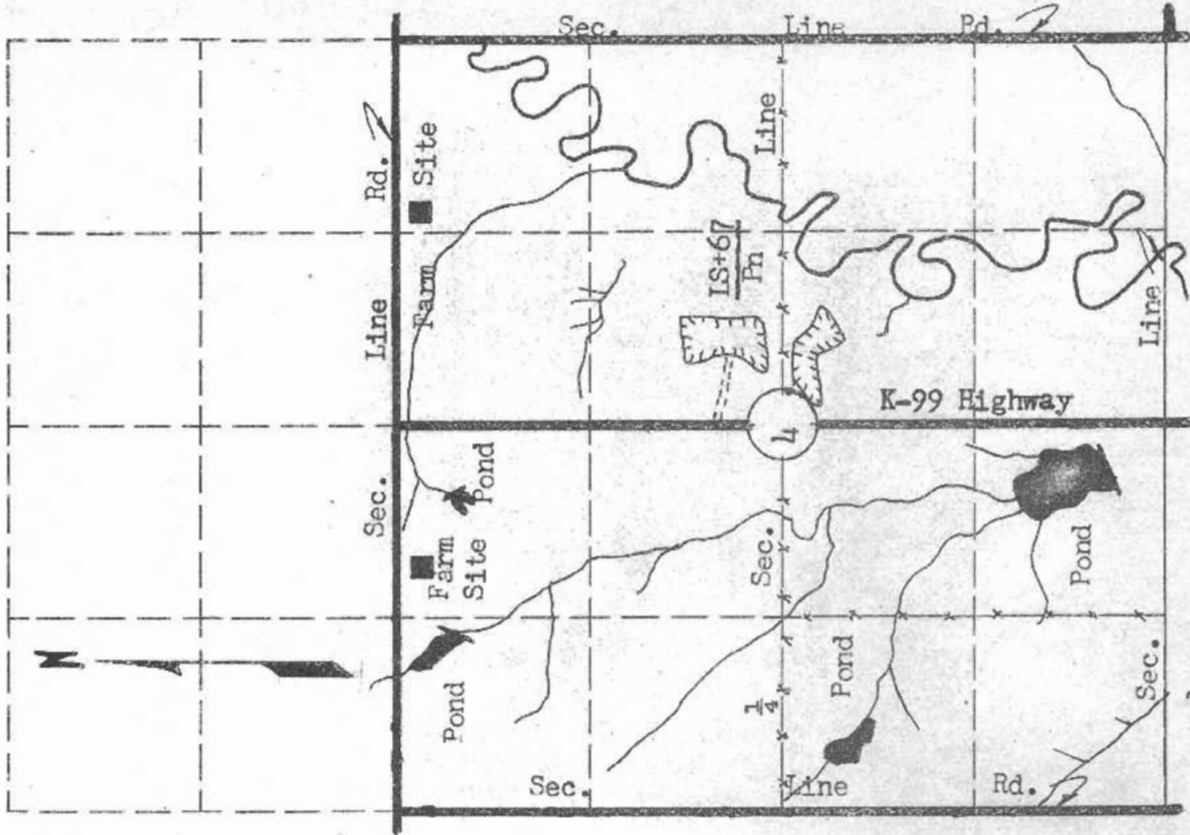 Sec. Line Rd.
Sec. Line Rd.
Farm Site
Line
LS+67
Pn
Line
K-99 Highway
4
Pond
Farm
Site
Sec.
Pond
Pond
Pond
1/4
Sec.
N
Sec. Line Rd.